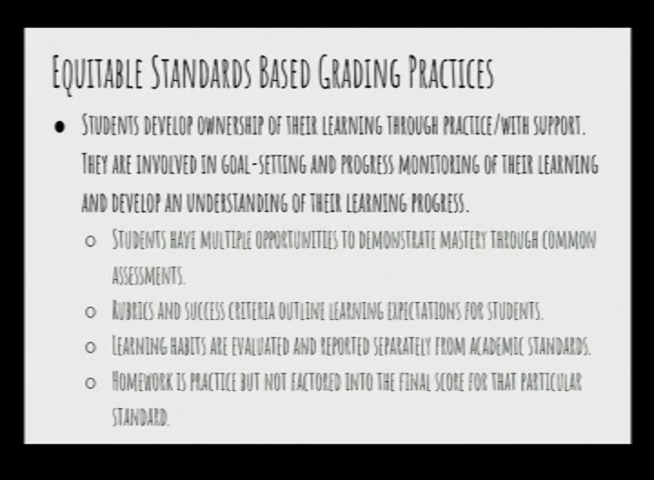 Equitable Standards Based Grading Practices
● Students develop ownership of their learning through practice/with support.
They are involved in goal-setting and progress monitoring of their learning
and develop an understanding of their learning progress.
○ Students have multiple opportunities to demonstrate mastery through common
assessments.
○ Rubrics and success criteria outline learning expectations for students.
○ Learning habits are evaluated and reported separately from academic standards.
○ Homework is practice but not factored into the final score for that particular
standard.